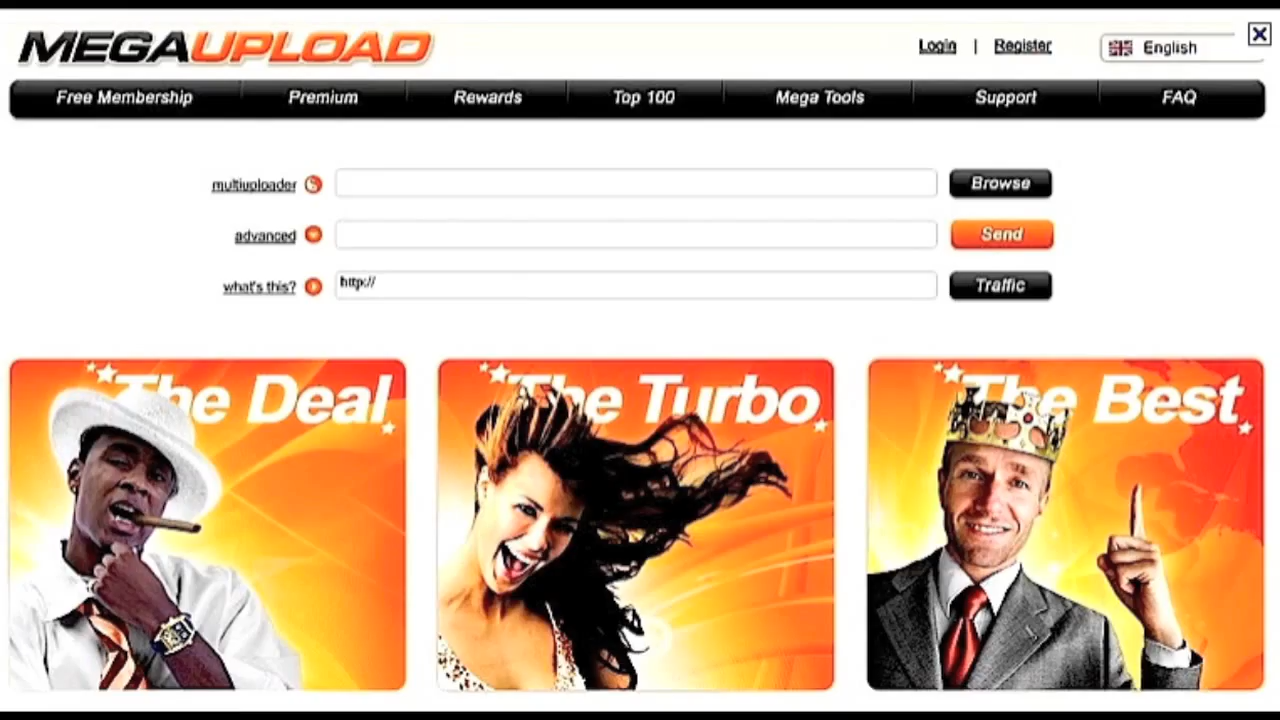 MEGAUPLOAD
Login | Register
English
Free Membership Premium Rewards Top 100 Mega Tools Support FAQ
multiuploader Browse
advanced Send
what's this? http:// Traffic
The Deal The Turbo The Best